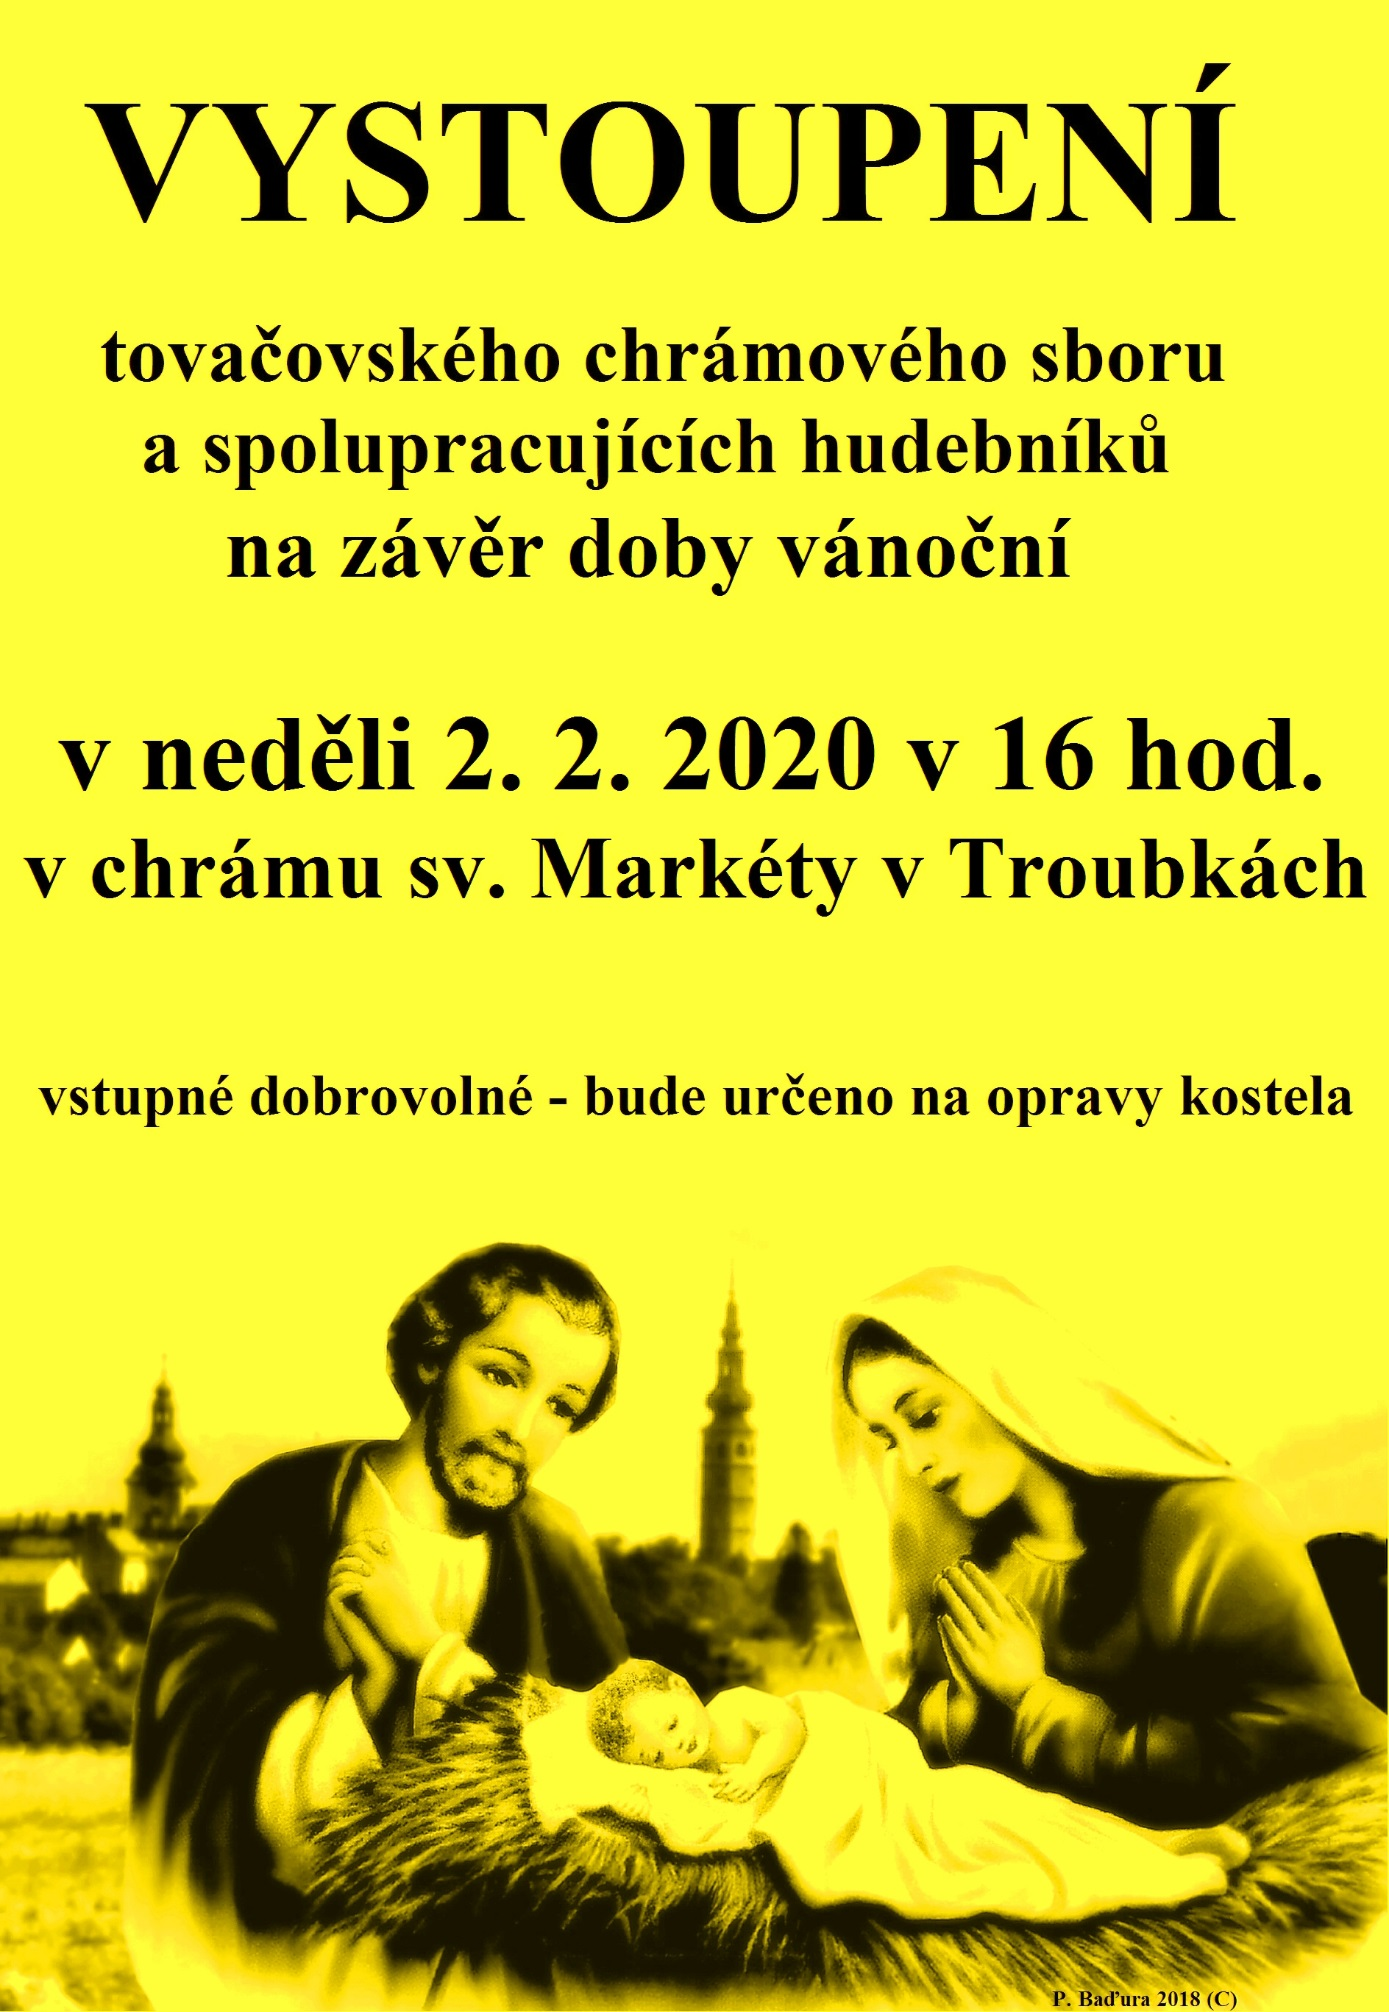 VYSTOUPENÍ
tovačovského chrámového sboru
a spolupracujících hudebníků
na závěr doby vánoční
v neděli 2. 2. 2020 v 16 hod.
v chrámu sv. Markéty v Troubkách
vstupné dobrovolné - bude určeno na opravy kostela
P. Baďura 2018 (C)